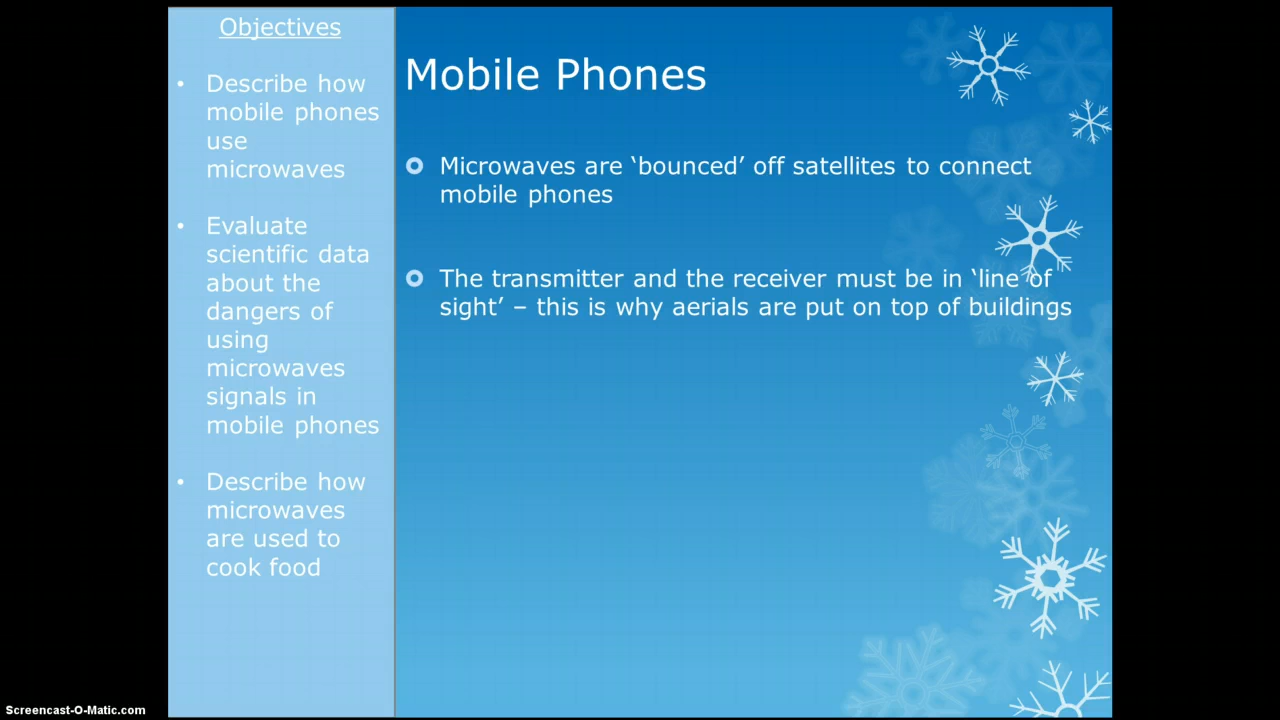 Objectives
• Describe how
mobile phones
use
microwaves
• Evaluate
scientific data
about the
dangers of
using
microwaves
signals in
mobile phones
• Describe how
microwaves
are used to
cook food
Mobile Phones
Microwaves are ‘bounced’ off satellites to connect
mobile phones
The transmitter and the receiver must be in ‘line of
sight’ – this is why aerials are put on top of buildings
Screencast-O-Matic.com